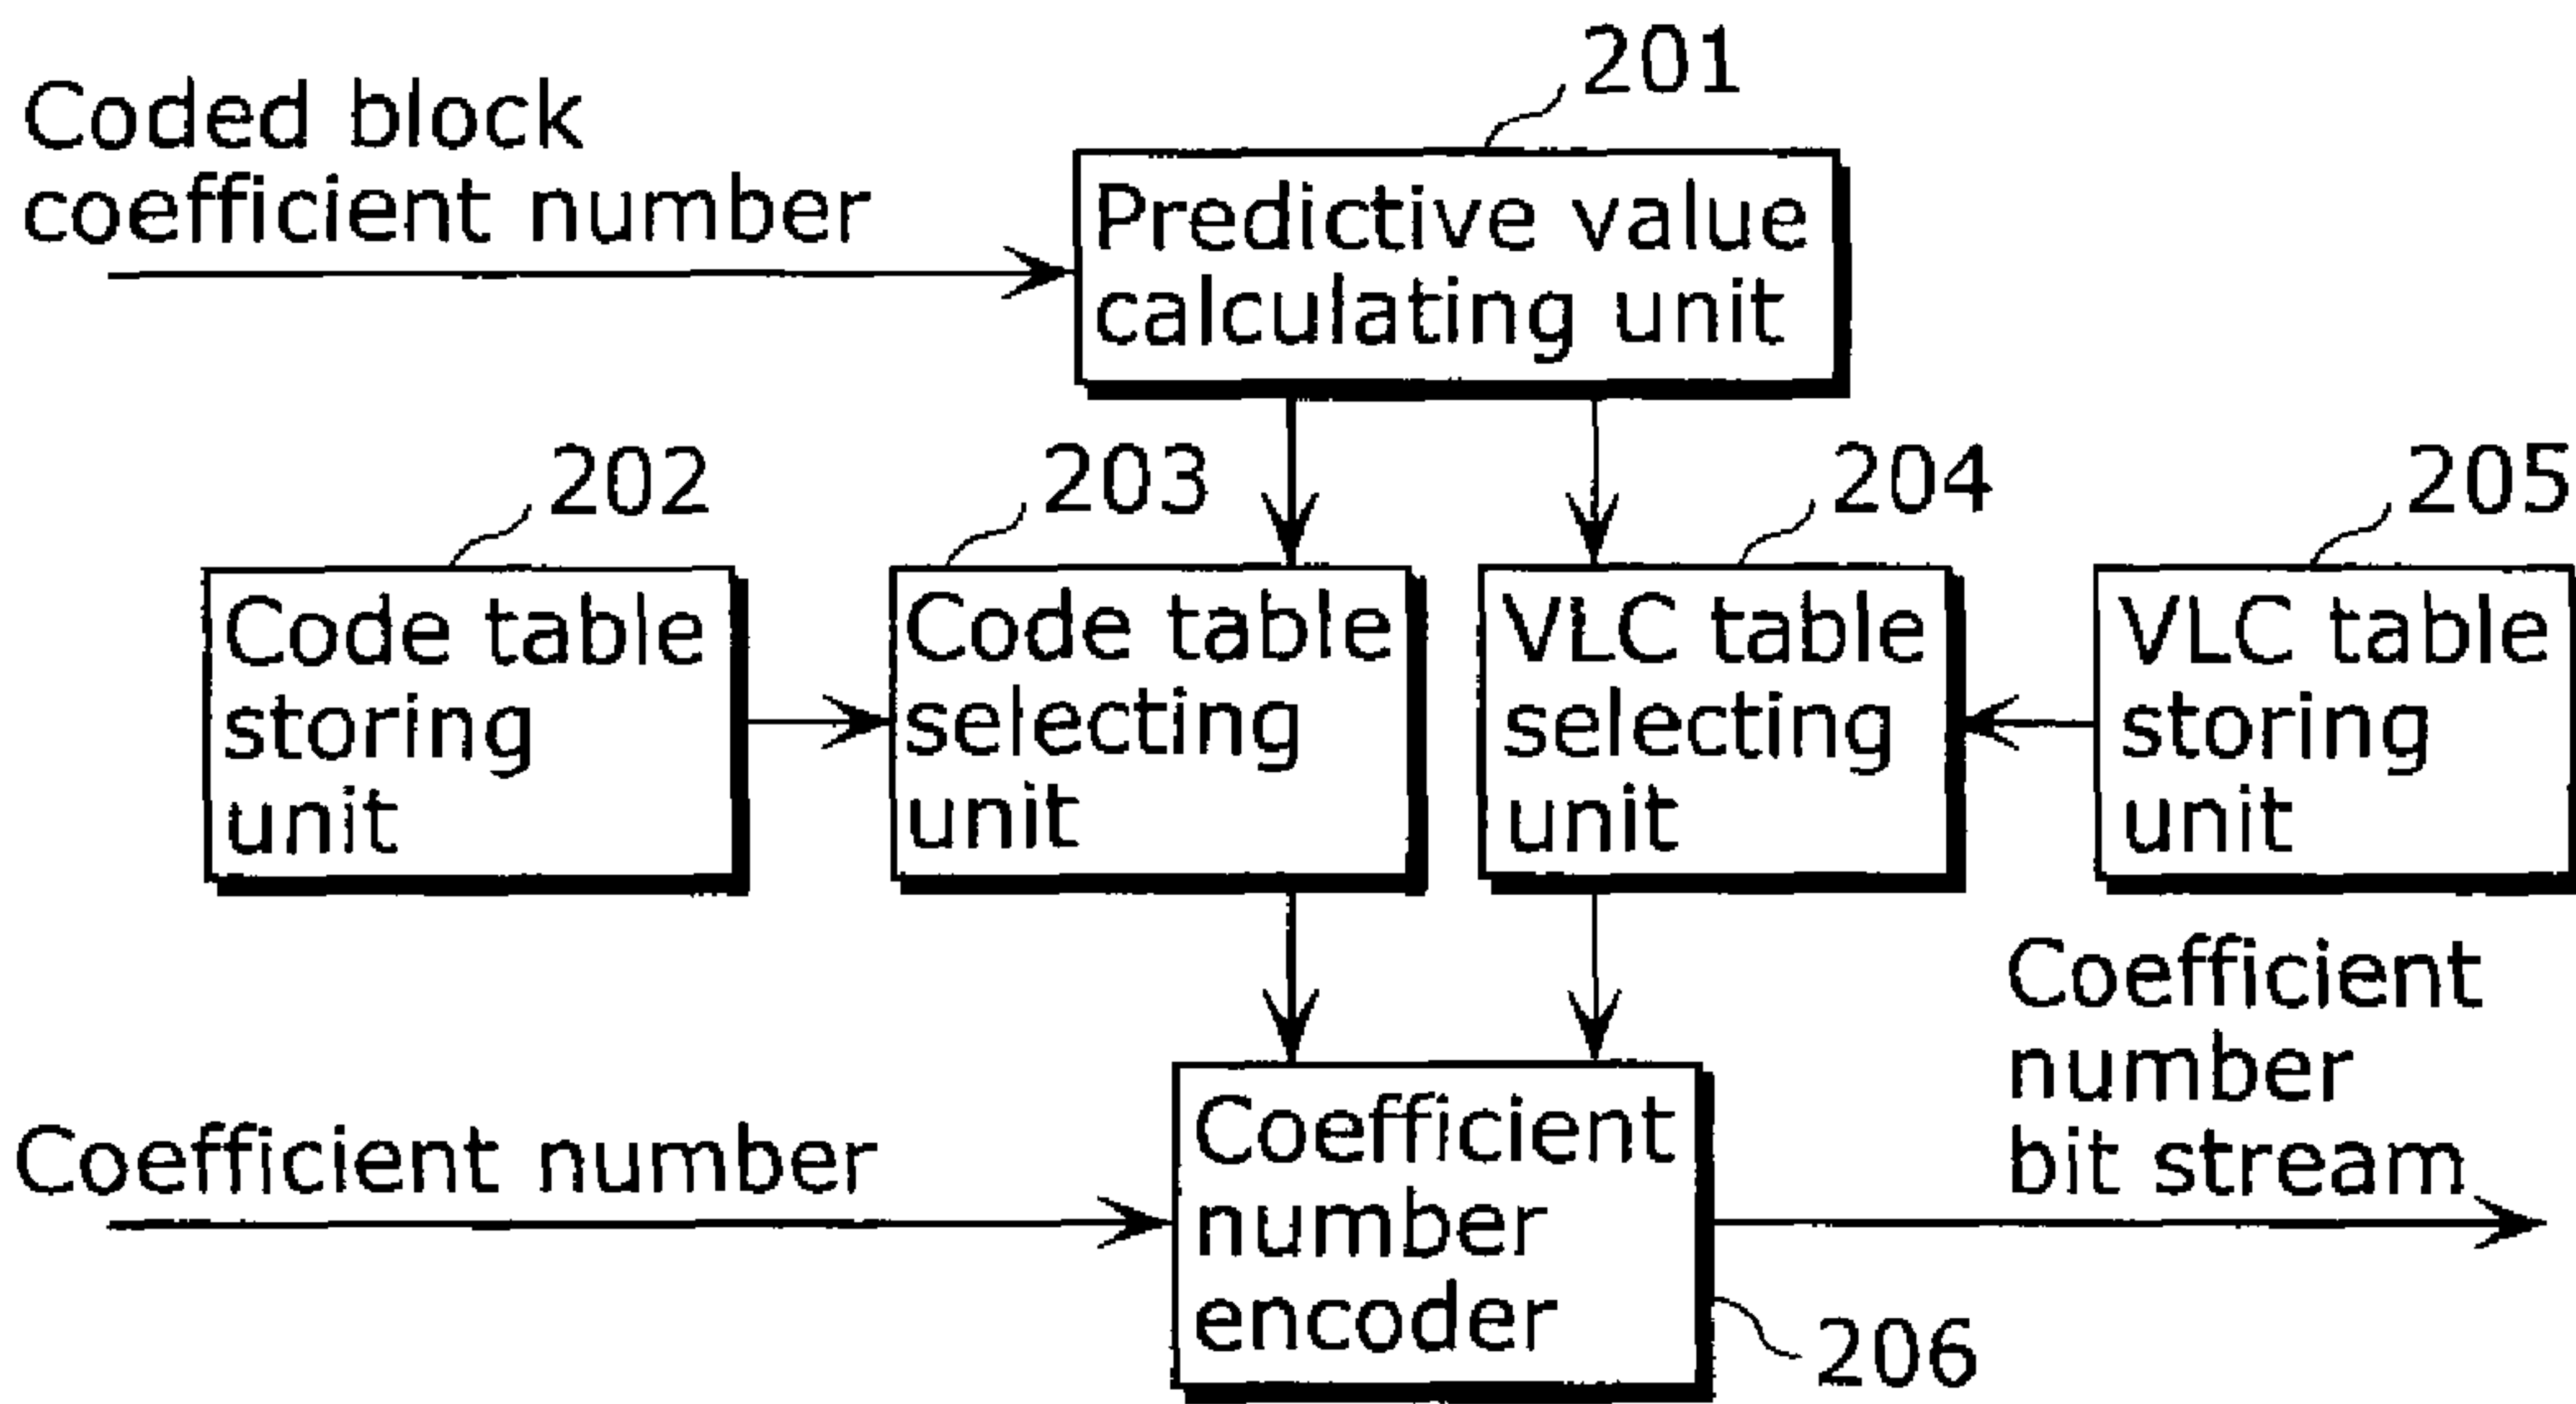 201
Coded block
coefficient number
Predictive value
calculating unit
202
203
204
205
Code table
storing
unit
Code table
selecting
unit
VLC table
selecting
unit
VLC table
storing
unit
Coefficient number
Coefficient
number
encoder
Coefficient
number
bit stream
206